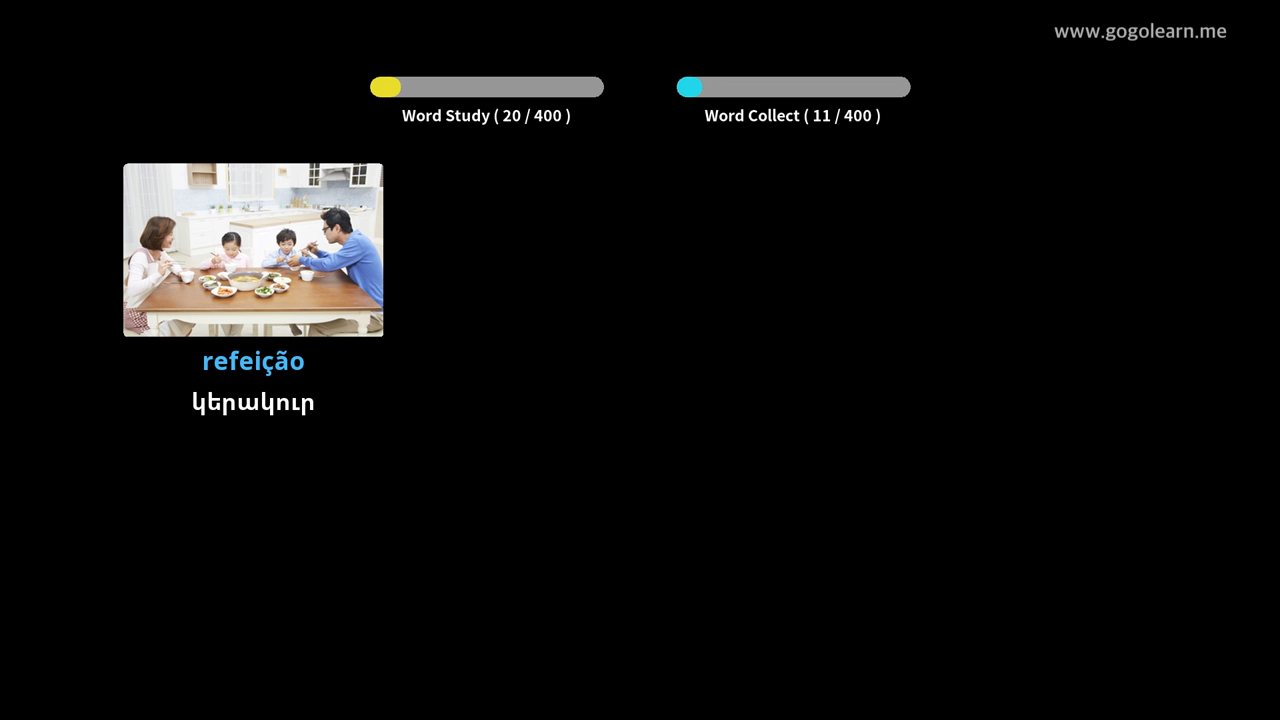 www.gogolearn.me
Word Study ( 20 / 400 )
Word Collect ( 11 / 400 )
refeição
կերակուր